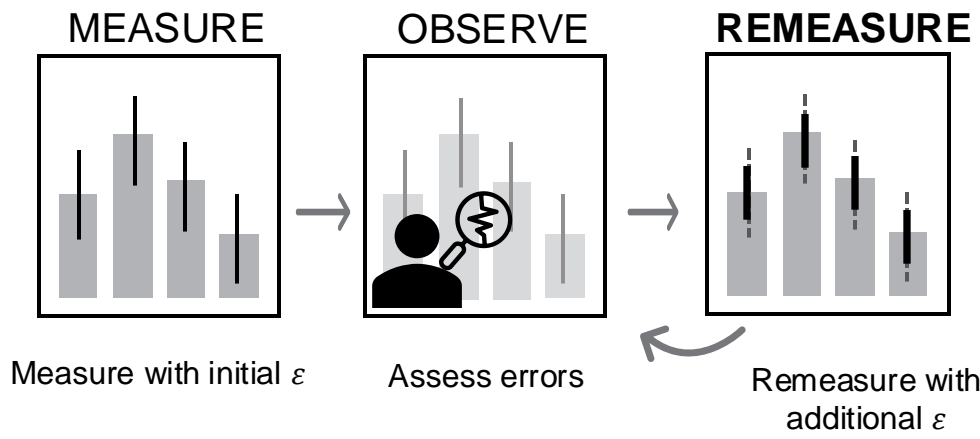 MEASURE
OBSERVE
REMEASURE
Measure with initial ε
Assess errors
Remeasure with
additional ε